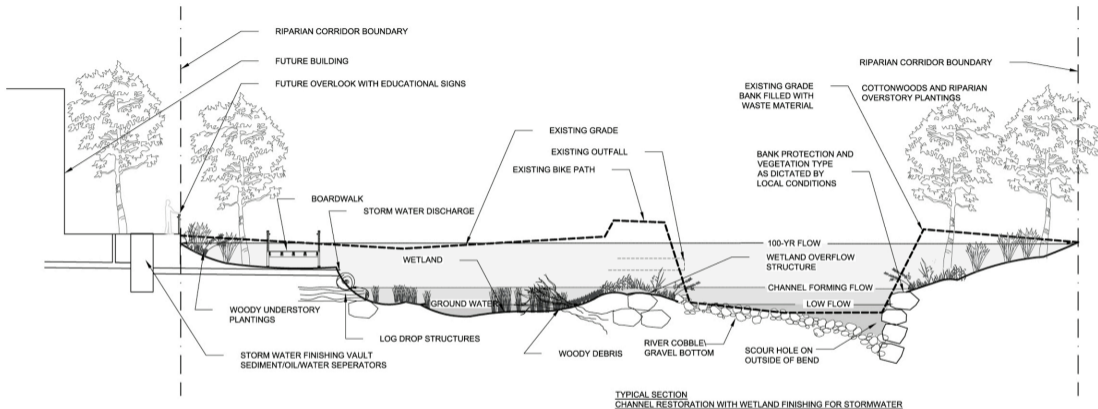 RIPARIAN CORRIDOR BOUNDARY
FUTURE BUILDING
FUTURE OVERLOOK WITH EDUCATIONAL SIGNS
RIPARIAN CORRIDOR BOUNDARY
EXISTING GRADE
BANK FILLED WITH
WASTE MATERIAL
COTTONWOODS AND RIPARIAN
OVERSTORY PLANTINGS
EXISTING GRADE
EXISTING OUTFALL
EXISTING BIKE PATH
BANK PROTECTION AND
VEGETATION TYPE
AS DICTATED BY
LOCAL CONDITIONS
BOARDWALK
STORM WATER DISCHARGE
100-YR FLOW
WETLAND
WETLAND OVERFLOW
STRUCTURE
CHANNEL FORMING FLOW
GROUND WATER
LOW FLOW
WOODY UNDERSTORY
PLANTINGS
LOG DROP STRUCTURES
WOODY DEBRIS
RIVER COBBLE/
GRAVEL BOTTOM
SCOUR HOLE ON
OUTSIDE OF BEND
STORM WATER FINISHING VAULT
SEDIMENT/OIL/WATER SEPERATORS
TYPICAL SECTION
CHANNEL RESTORATION WITH WETLAND FINISHING FOR STORMWATER